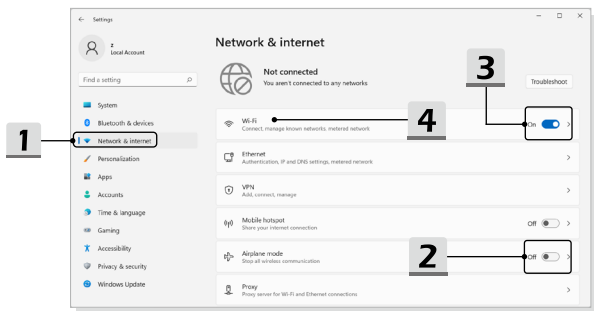 Settings
z
Local Account
Find a setting
System
Bluetooth & devices
Network & internet
Personalization
Apps
Accounts
Time & language
Gaming
Accessibility
Privacy & security
Windows Update
1
Network & internet
Not connected
You aren't connected to any networks
Troubleshoot
3
Wi-Fi
Connect, manage known networks, metered network
4
On
Ethernet
Authentication, IP and DNS settings, metered network
VPN
Add, connect, manage
Mobile hotspot
Share your internet connection
Off
Airplane mode
Stop all wireless communication
2
Off
Proxy
Proxy server for Wi-Fi and Ethernet connections